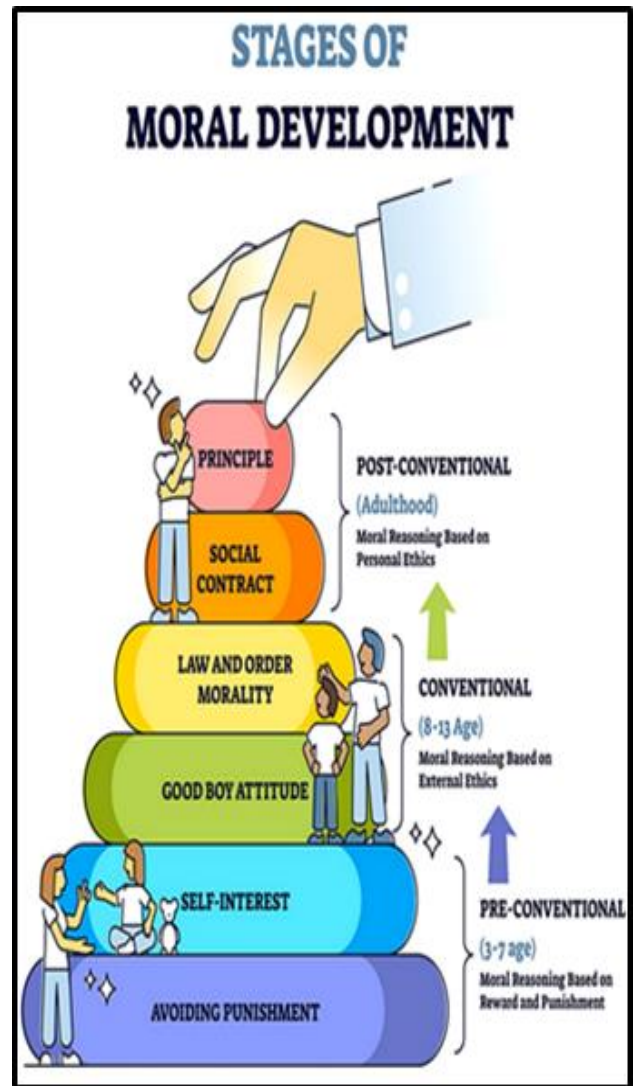 STAGES OF
MORAL DEVELOPMENT
PRINCIPLE
SOCIAL
CONTRACT
POST-CONVENTIONAL
(Adulthood)
Moral Reasoning Based on
Personal Ethics
LAW AND ORDER
MORALITY
GOOD BOY ATTITUDE
CONVENTIONAL
(8-13 Age)
Moral Reasoning Based on
External Ethics
SELF-INTEREST
AVOIDING PUNISHMENT
PRE-CONVENTIONAL
(3-7 age)
Moral Reasoning Based on
Reward and Punishment